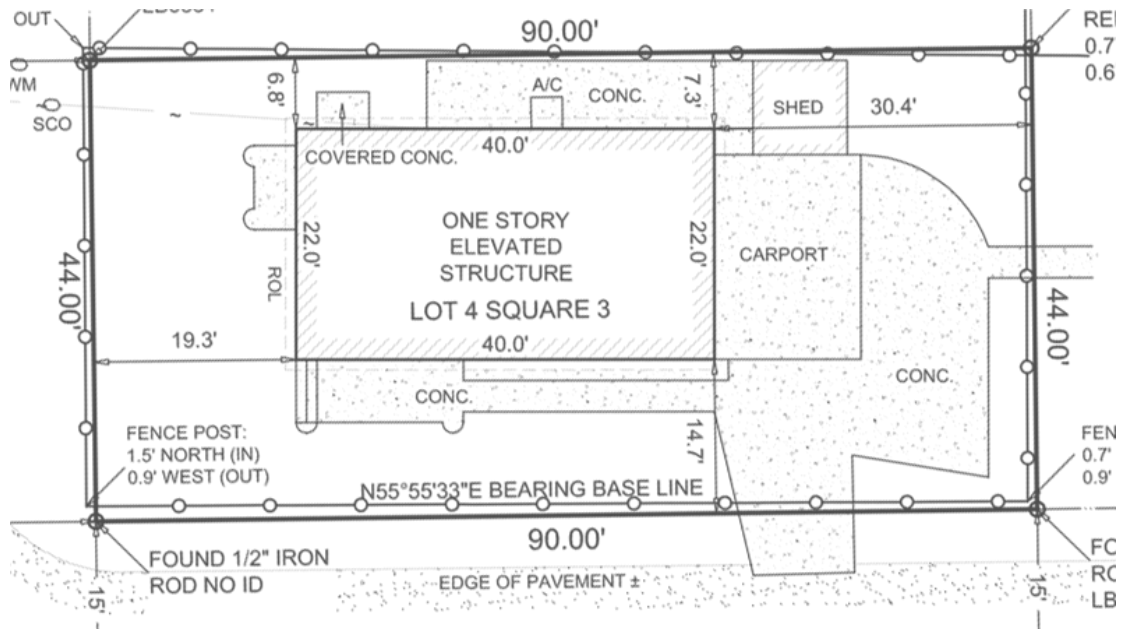 OUT
90.00'
REI
0.7
0.6
WM
SCO
6.8'
A/C
CONC.
7.3'
SHED
30.4'
COVERED CONC.
40.0'
22.0'
ONE STORY
ELEVATED
STRUCTURE
LOT 4 SQUARE 3
40.0'
22.0'
CARPORT
ROL
44.00'
44.00'
19.3'
CONC.
CONC.
14.7'
FENCE POST:
1.5' NORTH (IN)
0.9' WEST (OUT)
FEN
0.7'
0.9'
N55°55'33"E BEARING BASE LINE
90.00'
FOUND 1/2" IRON
ROD NO ID
EDGE OF PAVEMENT ±
15'
15'
FO
RO
LB